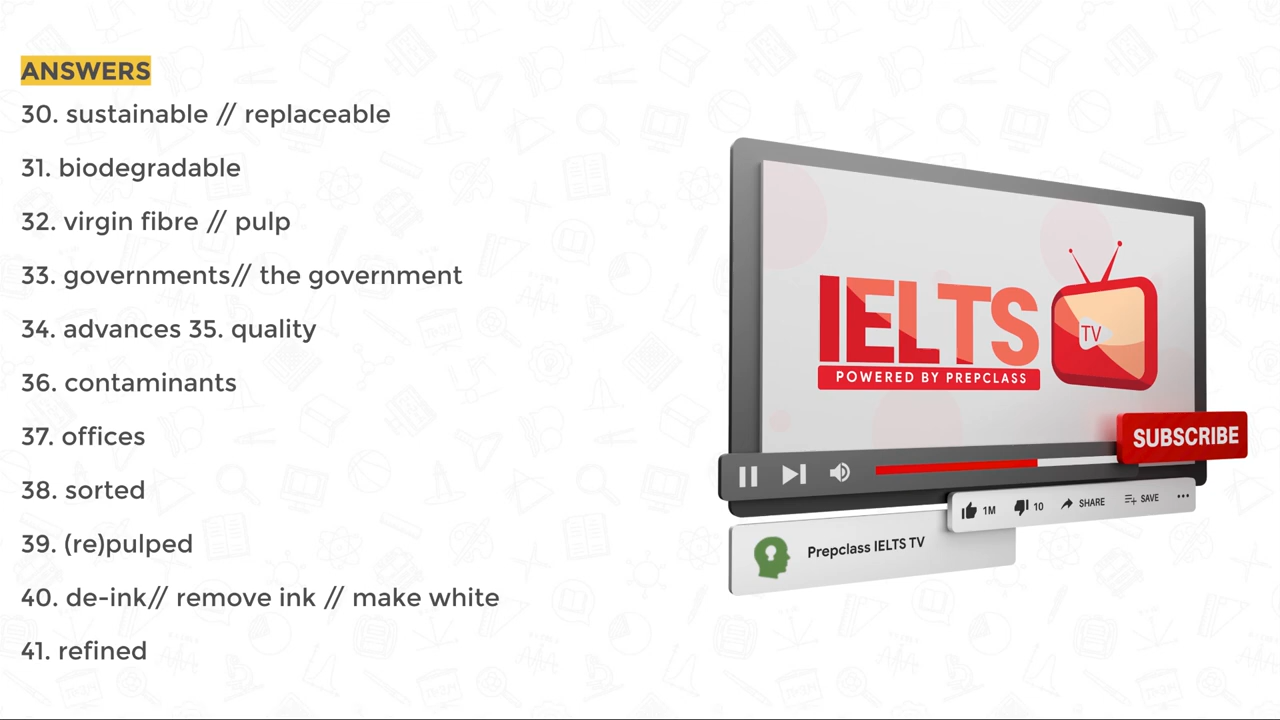 ANSWERS
30. sustainable // replaceable
31. biodegradable
32. virgin fibre // pulp
33. governments// the government
34. advances 35. quality
36. contaminants
37. offices
38. sorted
39. (re)pulped
40. de-ink// remove ink // make white
41. refined
IELTS
TV
POWERED BY PREPCLASS
SUBSCRIBE
1M 10 SHARE SAVE
Prepclass IELTS TV